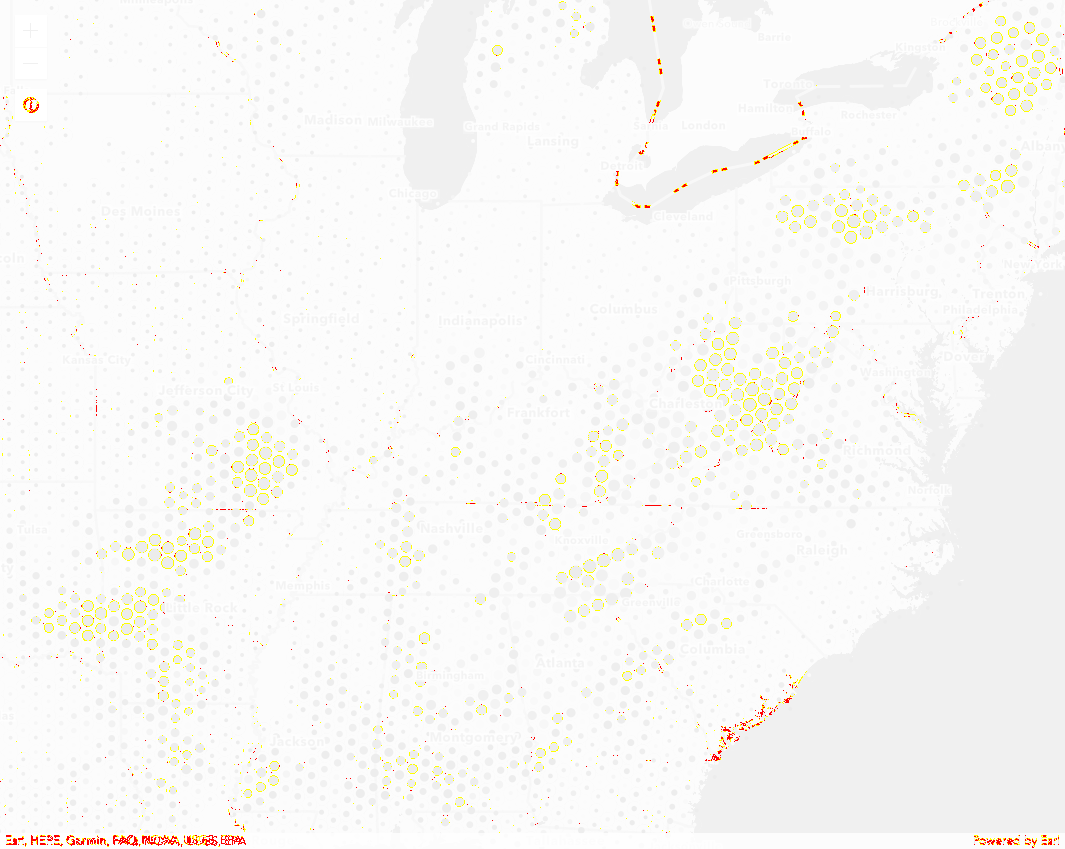 Minneapolis
Barrie
Kingston
Toronto
Hamilton
Rochester
Buffalo
Madison Milwaukee
Grand Rapids
Sarnia
London
Lansing
Detroit
Albany
Chicago
Cleveland
Des Moines
New York
Pittsburgh
Harrisburg
Trenton
Philadelphia
Columbus
Springfield
Indianapolis
Dover
Cincinnati
Washington
Jefferson City
St Louis
Frankfort
Charleston
Richmond
Norfolk
Tulsa
Nashville
Knoxville
Greensboro
Raleigh
Memphis
Charlotte
Little Rock
Greenville
Columbia
Atlanta
Birmingham
Jackson
Montgomery
Esri, HERE, Garmin, FAO, NOAA, USGS, EPA
Powered by Esri